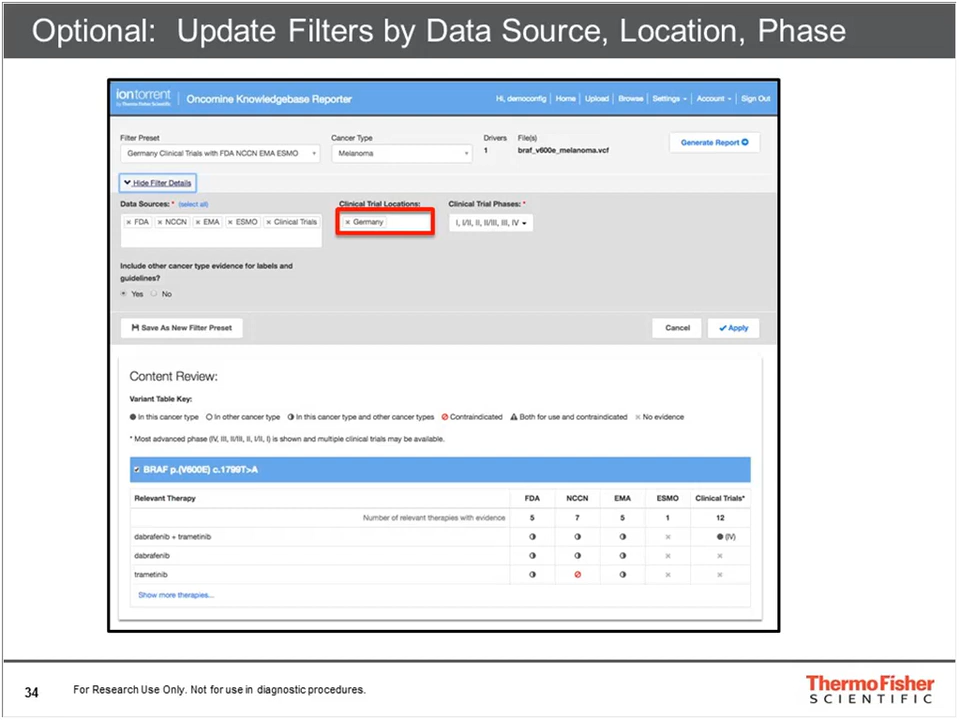 Optional:  Update Filters by Data Source, Location, Phase
iontorrent
by Thermo Fisher Scientific
Oncomine Knowledgebase Reporter
Hi, democonfig | Home | Upload | Browse | Settings | Account | Sign Out
Filter Preset
Cancer Type
Drivers
File(s)
Germany Clinical Trials with FDA NCCN EMA ESMO
Melanoma
1
braf_v600e_melanoma.vcf
Generate Report
Hide Filter Details
Data Sources: * (select all)
Clinical Trial Locations:
Clinical Trial Phases: *
× FDA × NCCN × EMA × ESMO × Clinical Trials
× Germany
I, I/II, II, II/III, III, IV
Include other cancer type evidence for labels and
guidelines?
Yes No
Save As New Filter Preset
Cancel
Apply
Content Review:
Variant Table Key:
In this cancer type In other cancer type In this cancer type and other cancer types Contraindicated Both for use and contraindicated × No evidence
* Most advanced phase (IV, III, II/III, II, I/II, I) is shown and multiple clinical trials may be available.
BRAF p.(V600E) c.1799T>A
Relevant Therapy FDA NCCN EMA ESMO Clinical Trials*
Number of relevant therapies with evidence 5 7 5 1 12
dabrafenib + trametinib × (IV)
dabrafenib × ×
trametinib × ×
Show more therapies...
34
For Research Use Only. Not for use in diagnostic procedures.
ThermoFisher
SCIENTIFIC